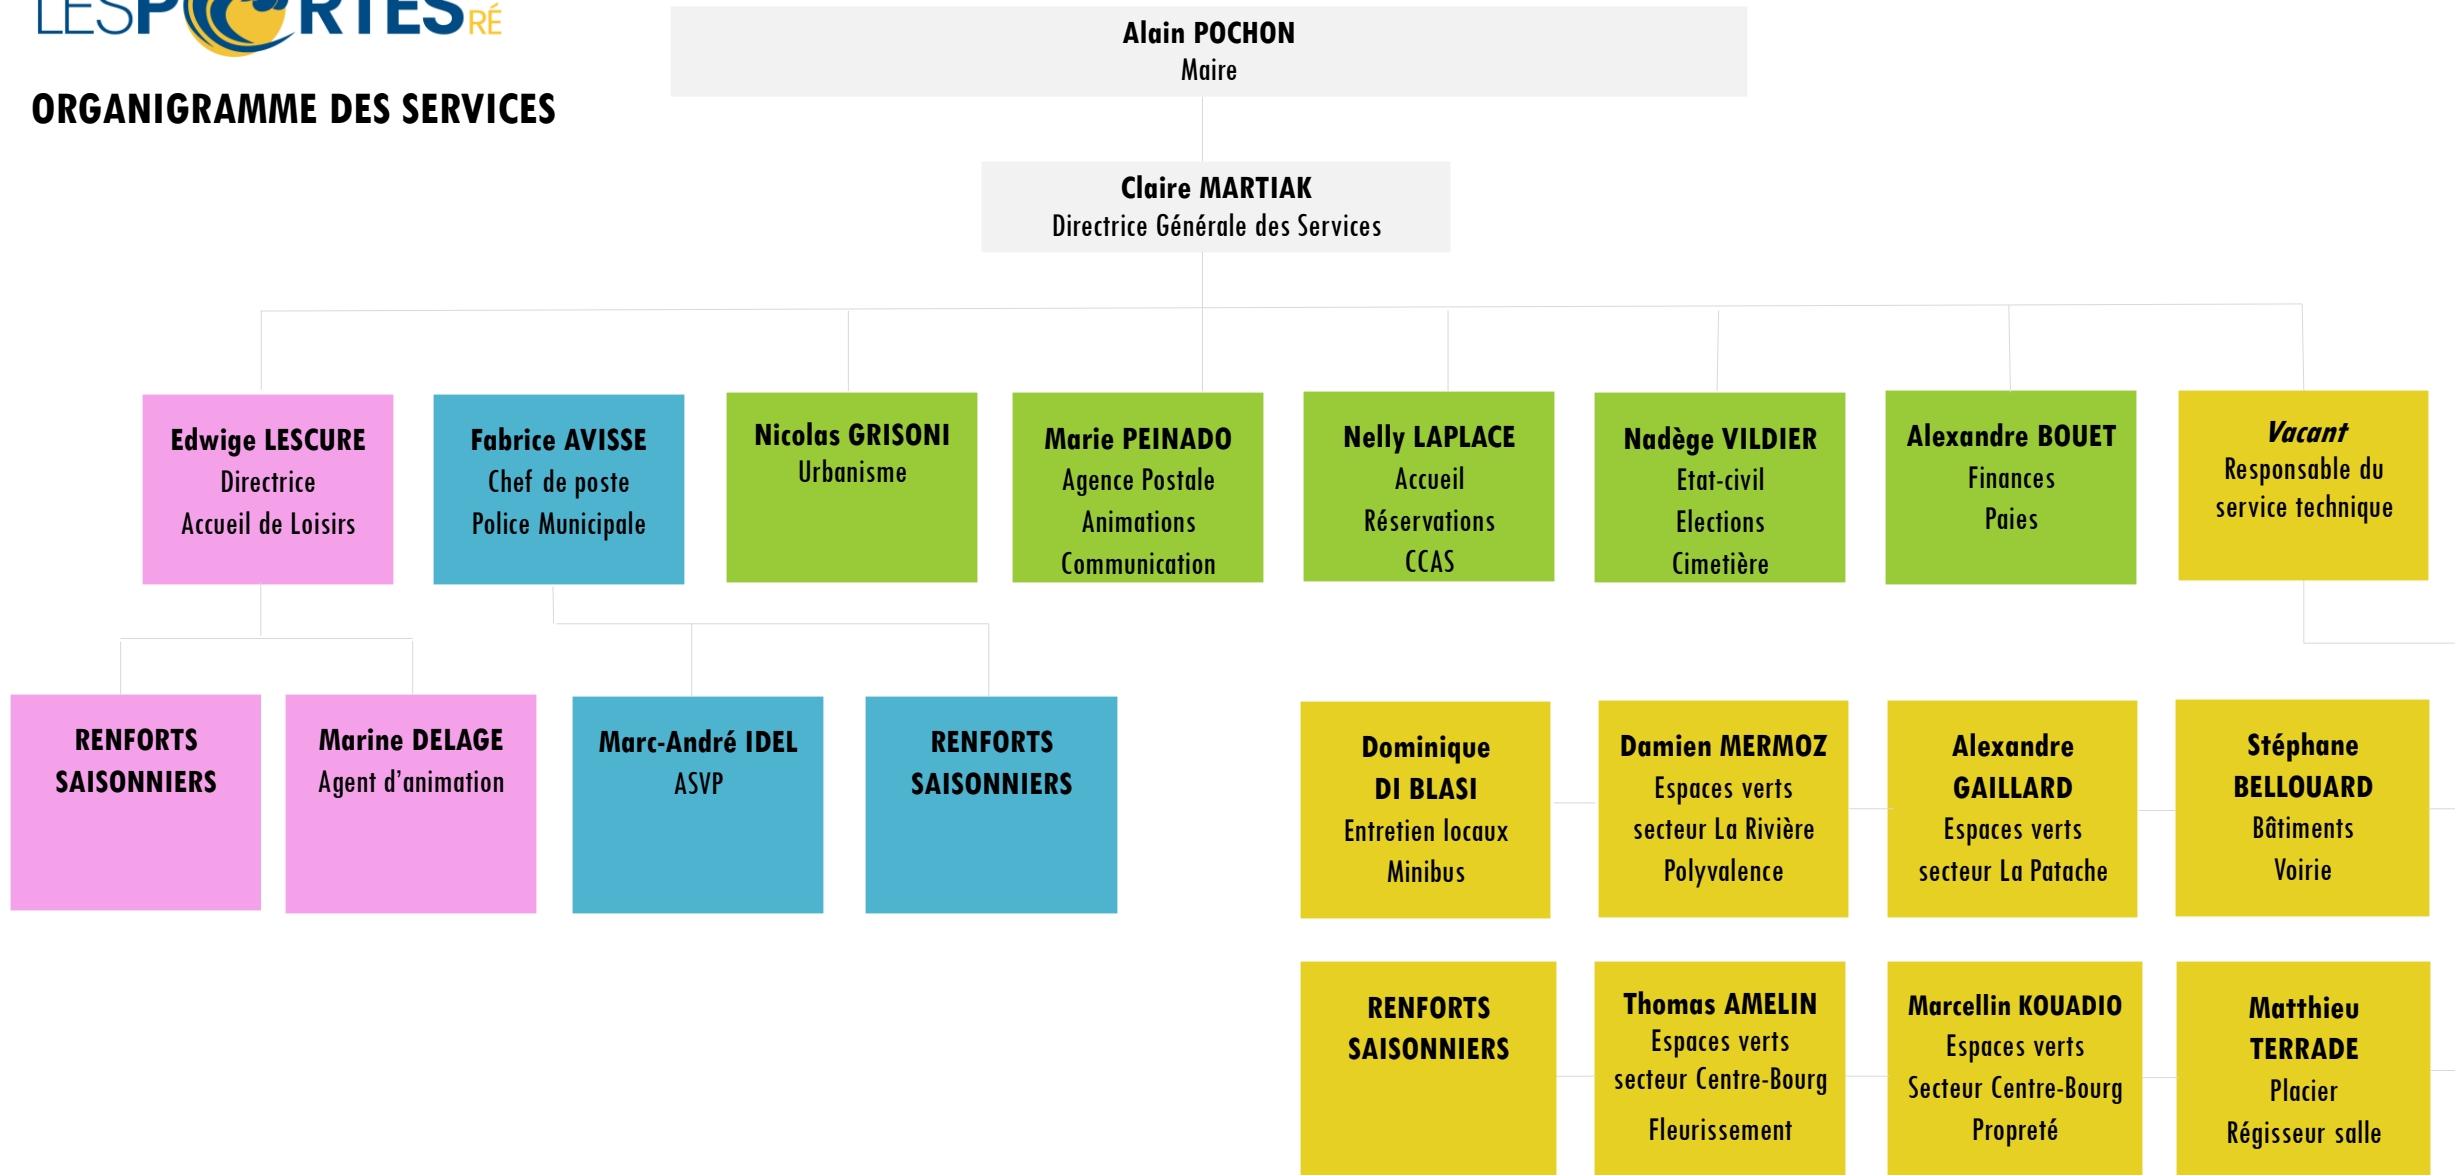 LESPORTESRÉ
ORGANIGRAMME DES SERVICES
Alain POCHON
Maire
Claire MARTIAK
Directrice Générale des Services
Edwige LESCURE
Directrice
Accueil de Loisirs
Fabrice AVISSE
Chef de poste
Police Municipale
Nicolas GRISONI
Urbanisme
Marie PEINADO
Agence Postale
Animations
Communication
Nelly LAPLACE
Accueil
Réservations
CCAS
Nadège VILDIER
Etat-civil
Elections
Cimetière
Alexandre BOUET
Finances
Paies
Vacant
Responsable du
service technique
RENFORTS
SAISONNIERS
Marine DELAGE
Agent d’animation
Marc-André IDEL
ASVP
RENFORTS
SAISONNIERS
Dominique
DI BLASI
Entretien locaux
Minibus
Damien MERMOZ
Espaces verts
secteur La Rivière
Polyvalence
Alexandre
GAILLARD
Espaces verts
secteur La Patache
Stéphane
BELLOUARD
Bâtiments
Voirie
RENFORTS
SAISONNIERS
Thomas AMELIN
Espaces verts
secteur Centre-Bourg
Fleurissement
Marcellin KOUADIO
Espaces verts
Secteur Centre-Bourg
Propreté
Matthieu
TERRADE
Placier
Régisseur salle